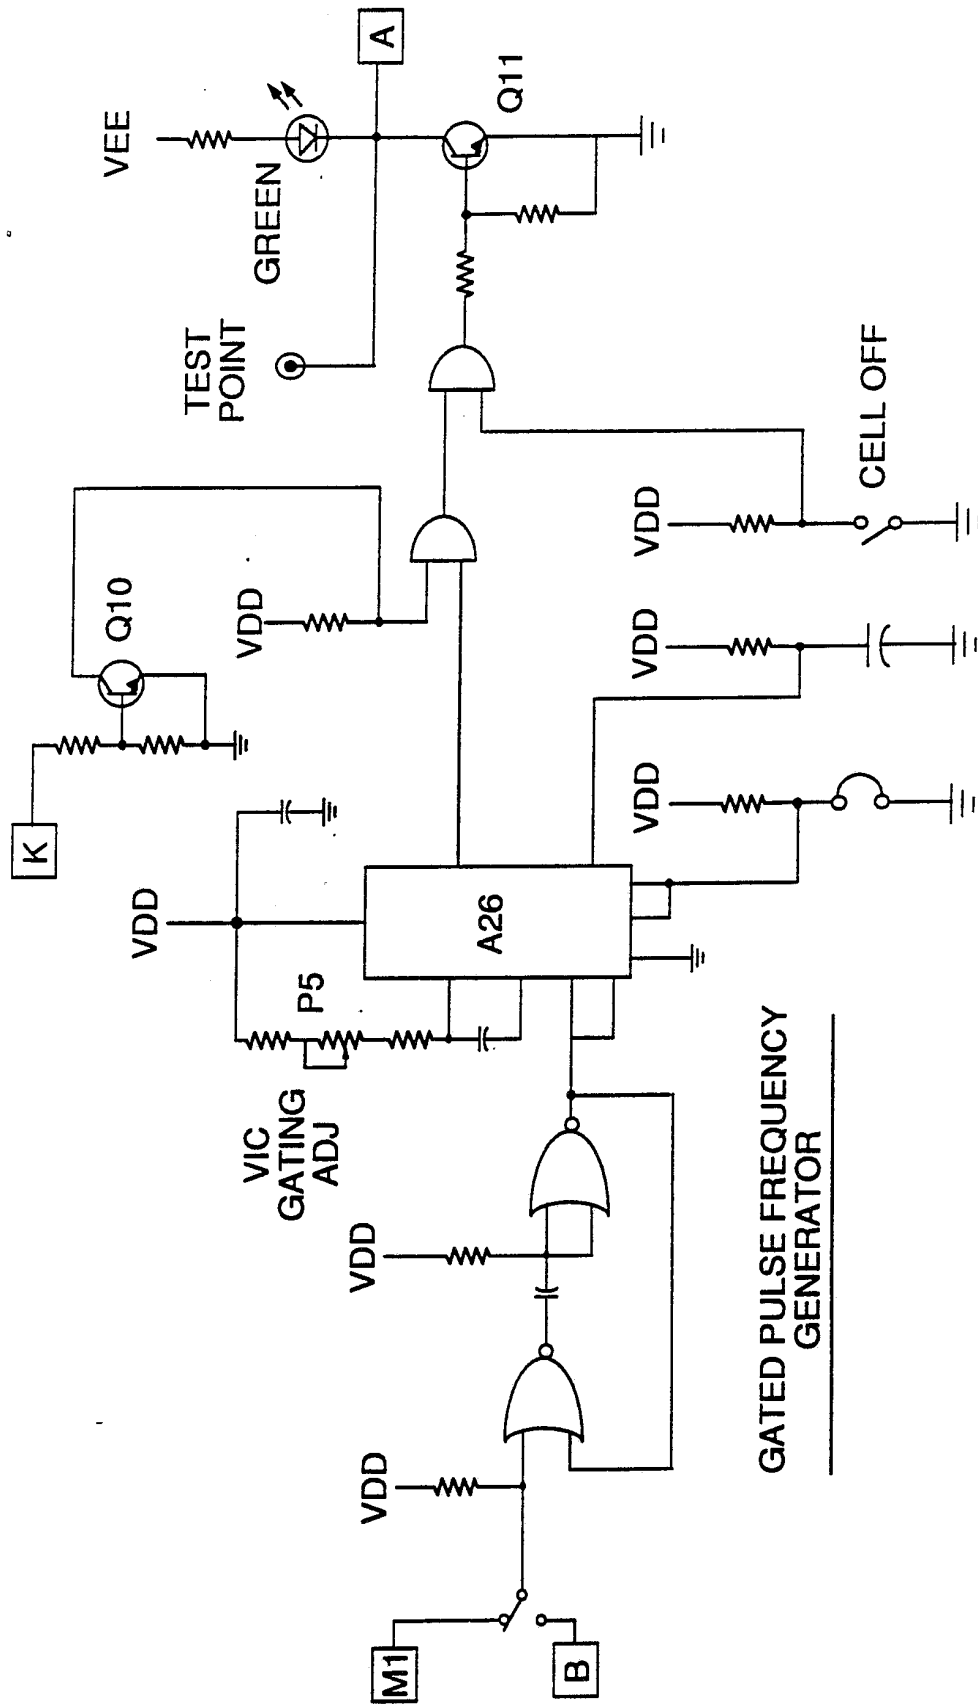 K
Q10
VEE
GREEN
A
Q11
TEST
POINT
VDD
VDD
P5
VIC
GATING
ADJ
A26
VDD
VDD
M1
B
VDD
VDD
VDD
CELL OFF
GATED PULSE FREQUENCY
GENERATOR